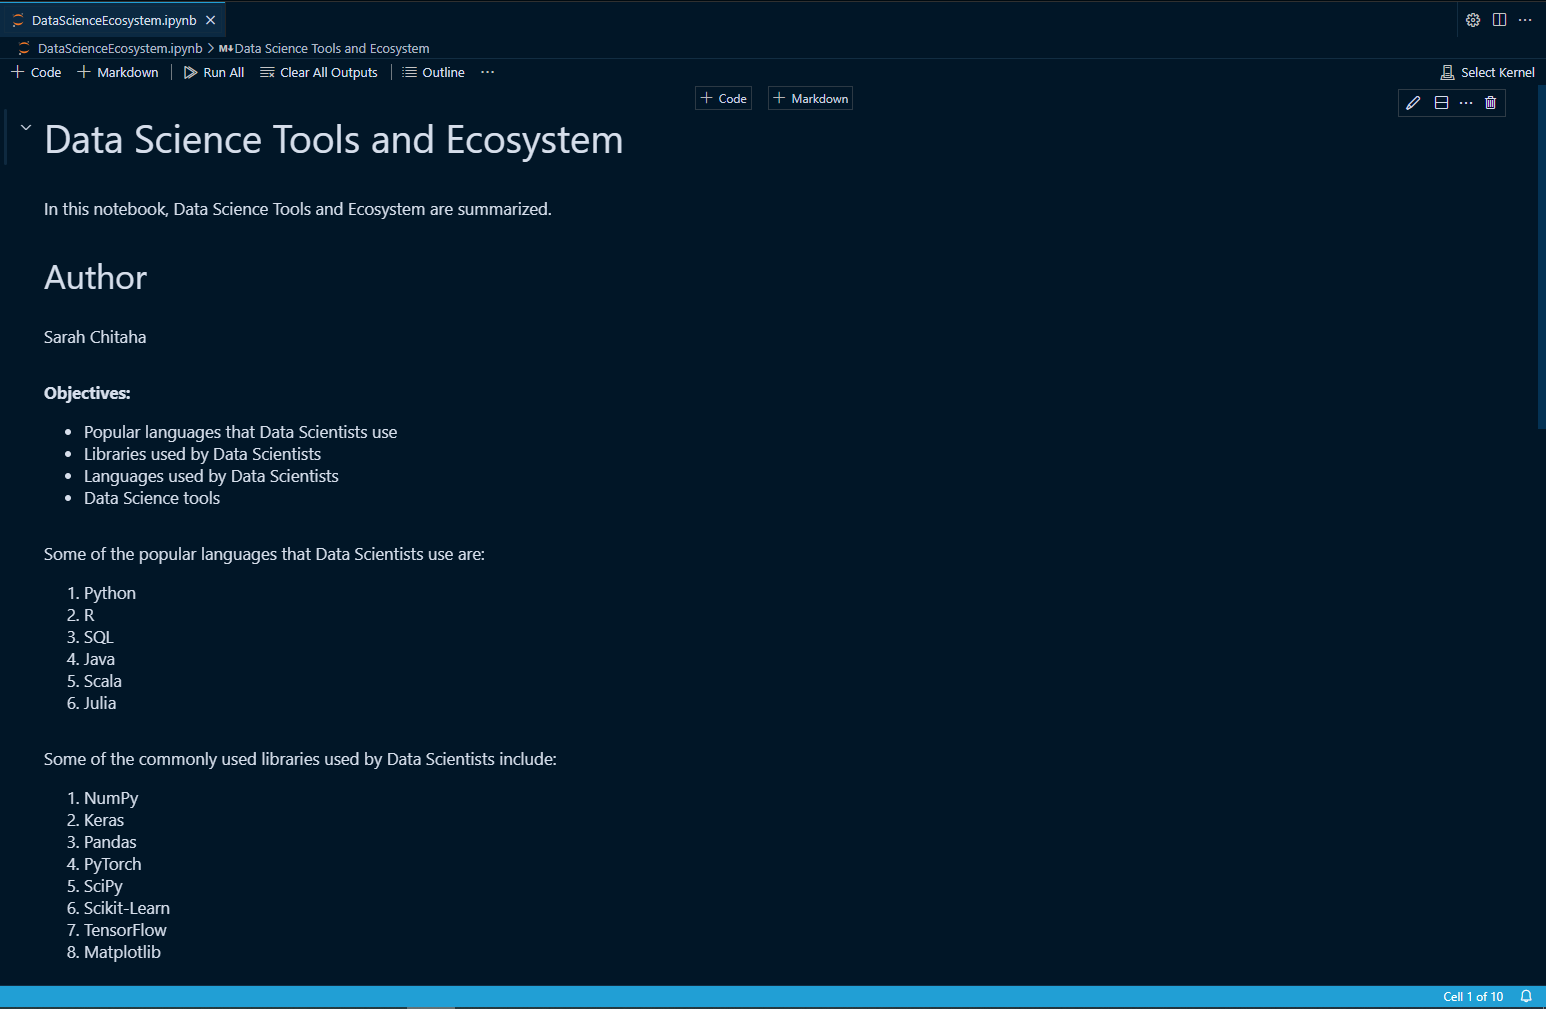 DataScienceEcosystem.ipynb
DataScienceEcosystem.ipynb > M↓Data Science Tools and Ecosystem
+ Code + Markdown | Run All Clear All Outputs | Outline ··· Select Kernel
+ Code + Markdown
Data Science Tools and Ecosystem
In this notebook, Data Science Tools and Ecosystem are summarized.
Author
Sarah Chitaha
Objectives:
• Popular languages that Data Scientists use
• Libraries used by Data Scientists
• Languages used by Data Scientists
• Data Science tools
Some of the popular languages that Data Scientists use are:
1. Python
2. R
3. SQL
4. Java
5. Scala
6. Julia
Some of the commonly used libraries used by Data Scientists include:
1. NumPy
2. Keras
3. Pandas
4. PyTorch
5. SciPy
6. Scikit-Learn
7. TensorFlow
8. Matplotlib
Cell 1 of 10